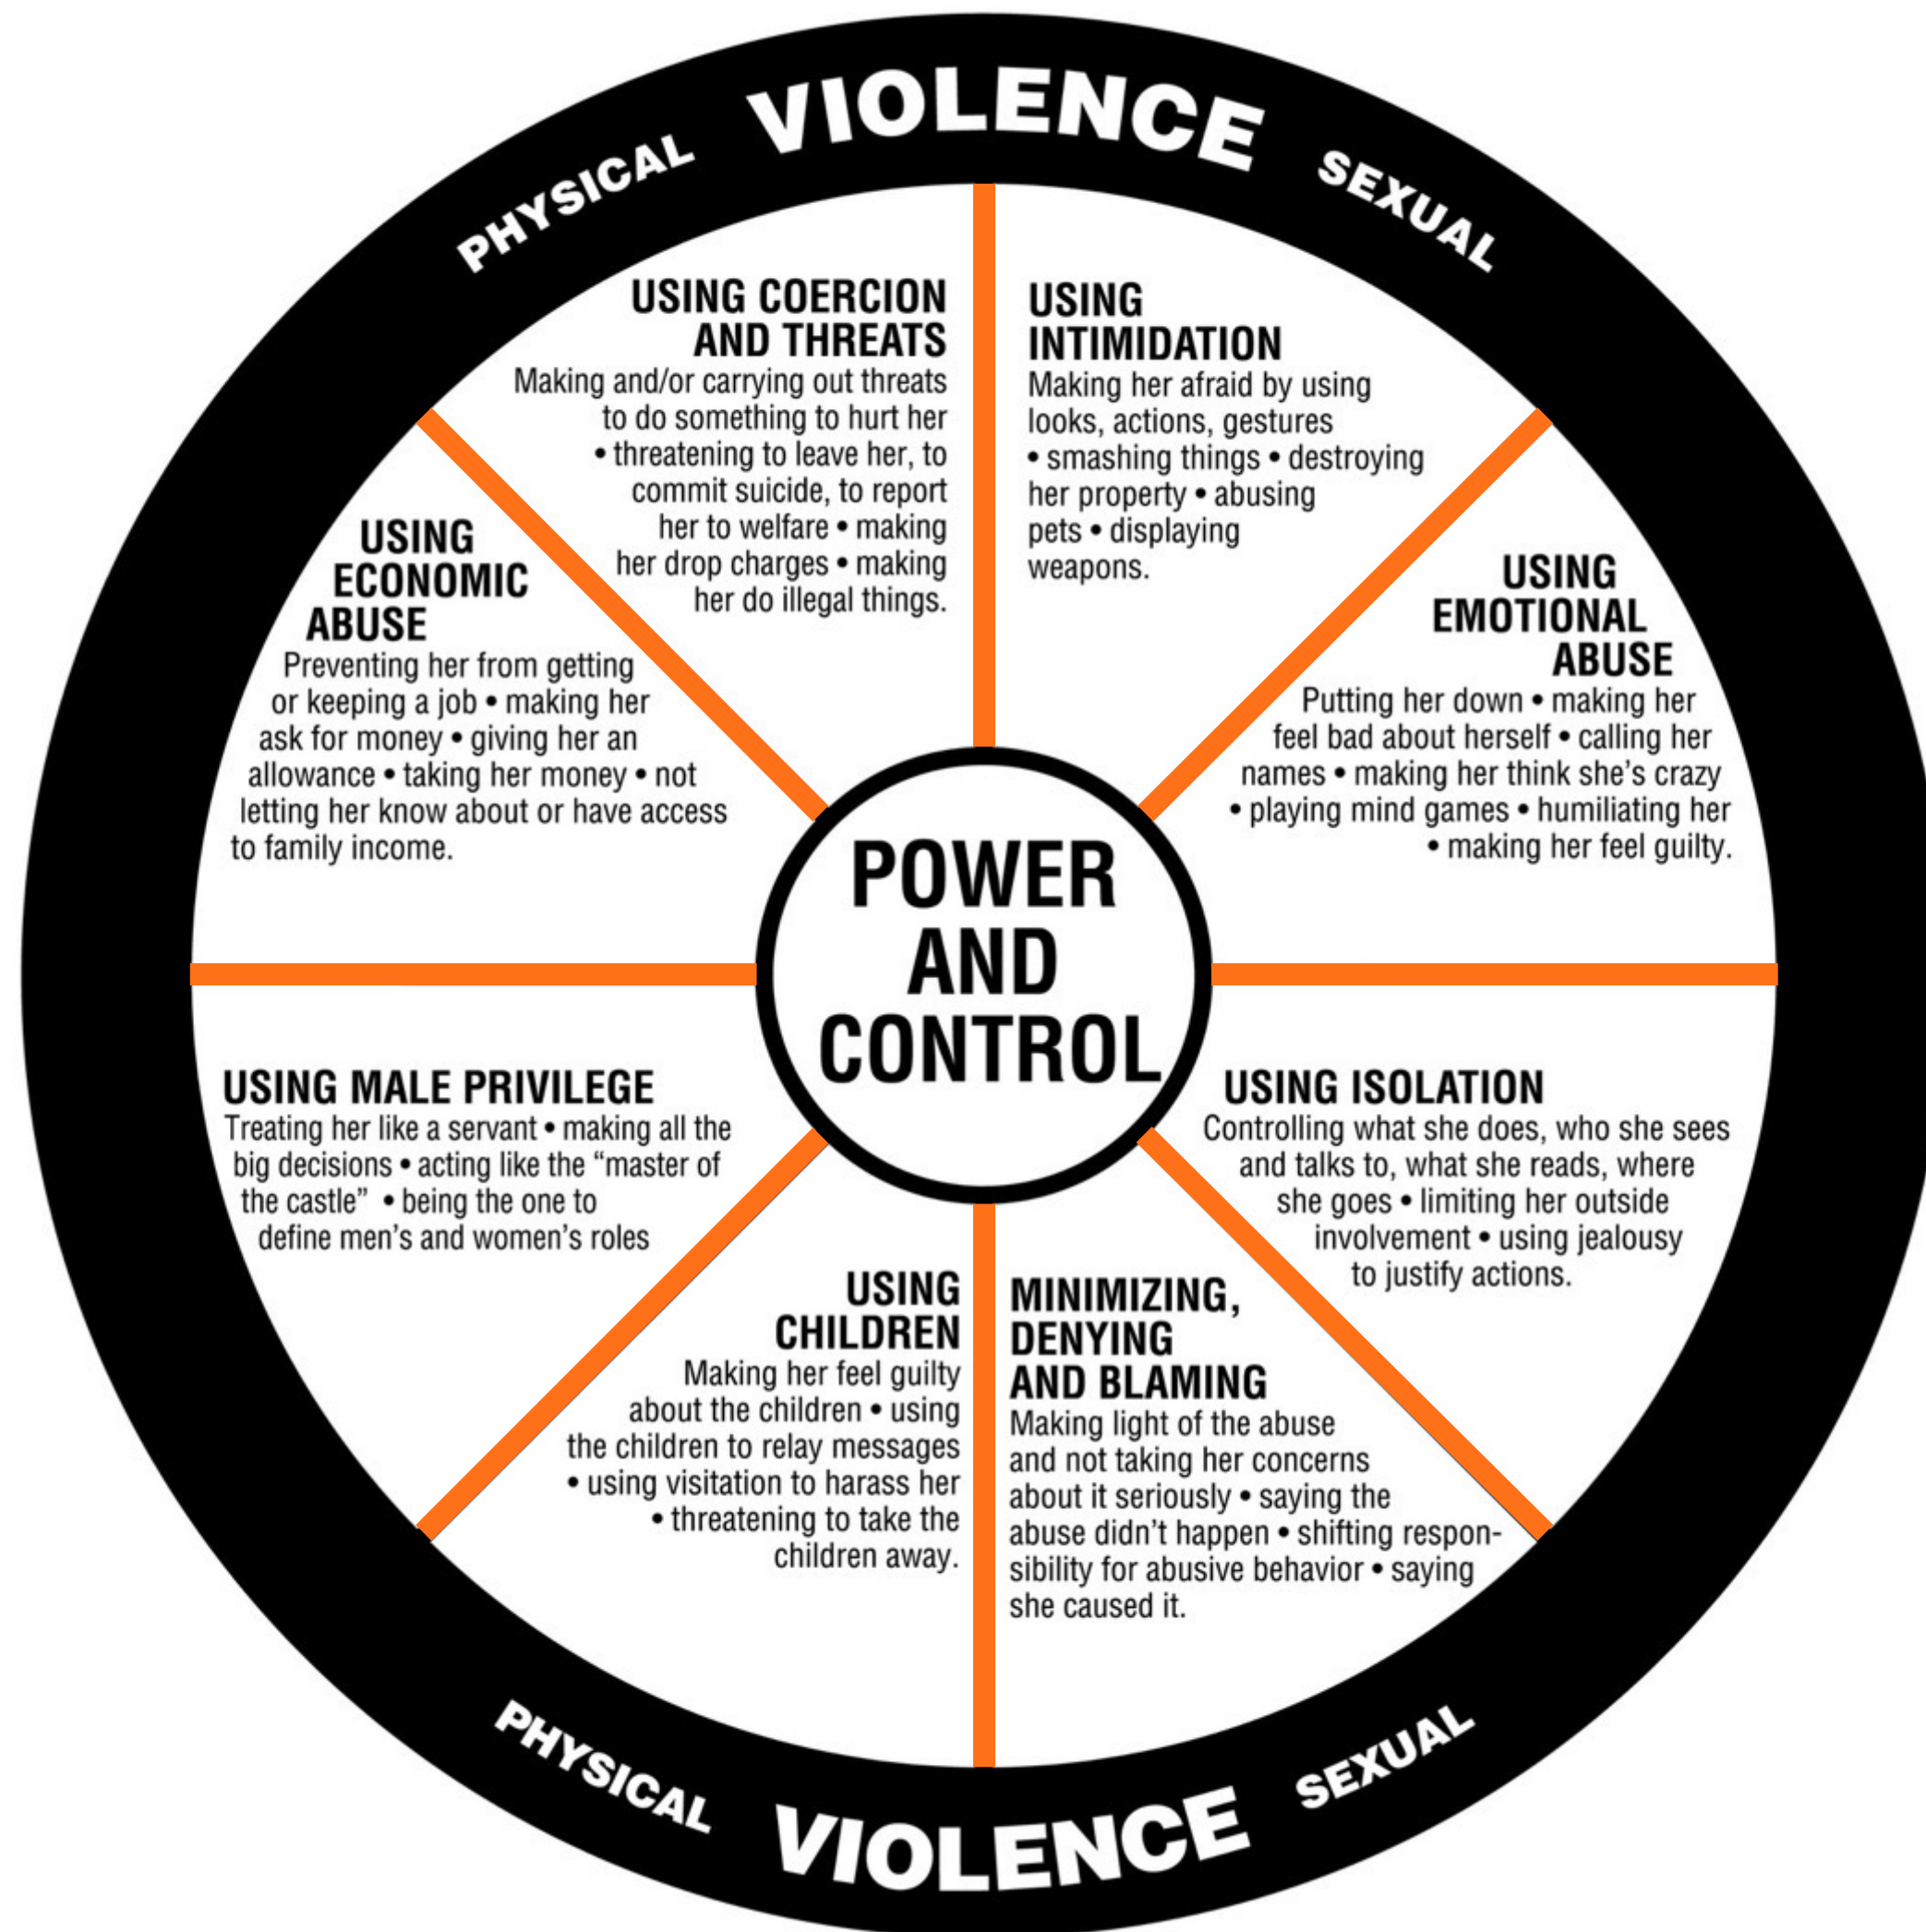 PHYSICAL VIOLENCE SEXUAL
USING COERCION
AND THREATS
Making and/or carrying out threats
to do something to hurt her
• threatening to leave her, to
commit suicide, to report
her to welfare • making
her drop charges • making
her do illegal things.
USING
INTIMIDATION
Making her afraid by using
looks, actions, gestures
• smashing things • destroying
her property • abusing
pets • displaying
weapons.
USING
EMOTIONAL
ABUSE
Putting her down • making her
feel bad about herself • calling her
names • making her think she's crazy
• playing mind games • humiliating her
• making her feel guilty.
USING ISOLATION
Controlling what she does, who she sees
and talks to, what she reads, where
she goes • limiting her outside
involvement • using jealousy
to justify actions.
MINIMIZING,
DENYING
AND BLAMING
Making light of the abuse
and not taking her concerns
about it seriously • saying the
abuse didn't happen • shifting respon-
sibility for abusive behavior • saying
she caused it.
USING
CHILDREN
Making her feel guilty
about the children • using
the children to relay messages
• using visitation to harass her
• threatening to take the
children away.
USING MALE PRIVILEGE
Treating her like a servant • making all the
big decisions • acting like the “master of
the castle” • being the one to
define men's and women's roles
USING
ECONOMIC
ABUSE
Preventing her from getting
or keeping a job • making her
ask for money • giving her an
allowance • taking her money • not
letting her know about or have access
to family income.
POWER
AND
CONTROL
PHYSICAL VIOLENCE SEXUAL